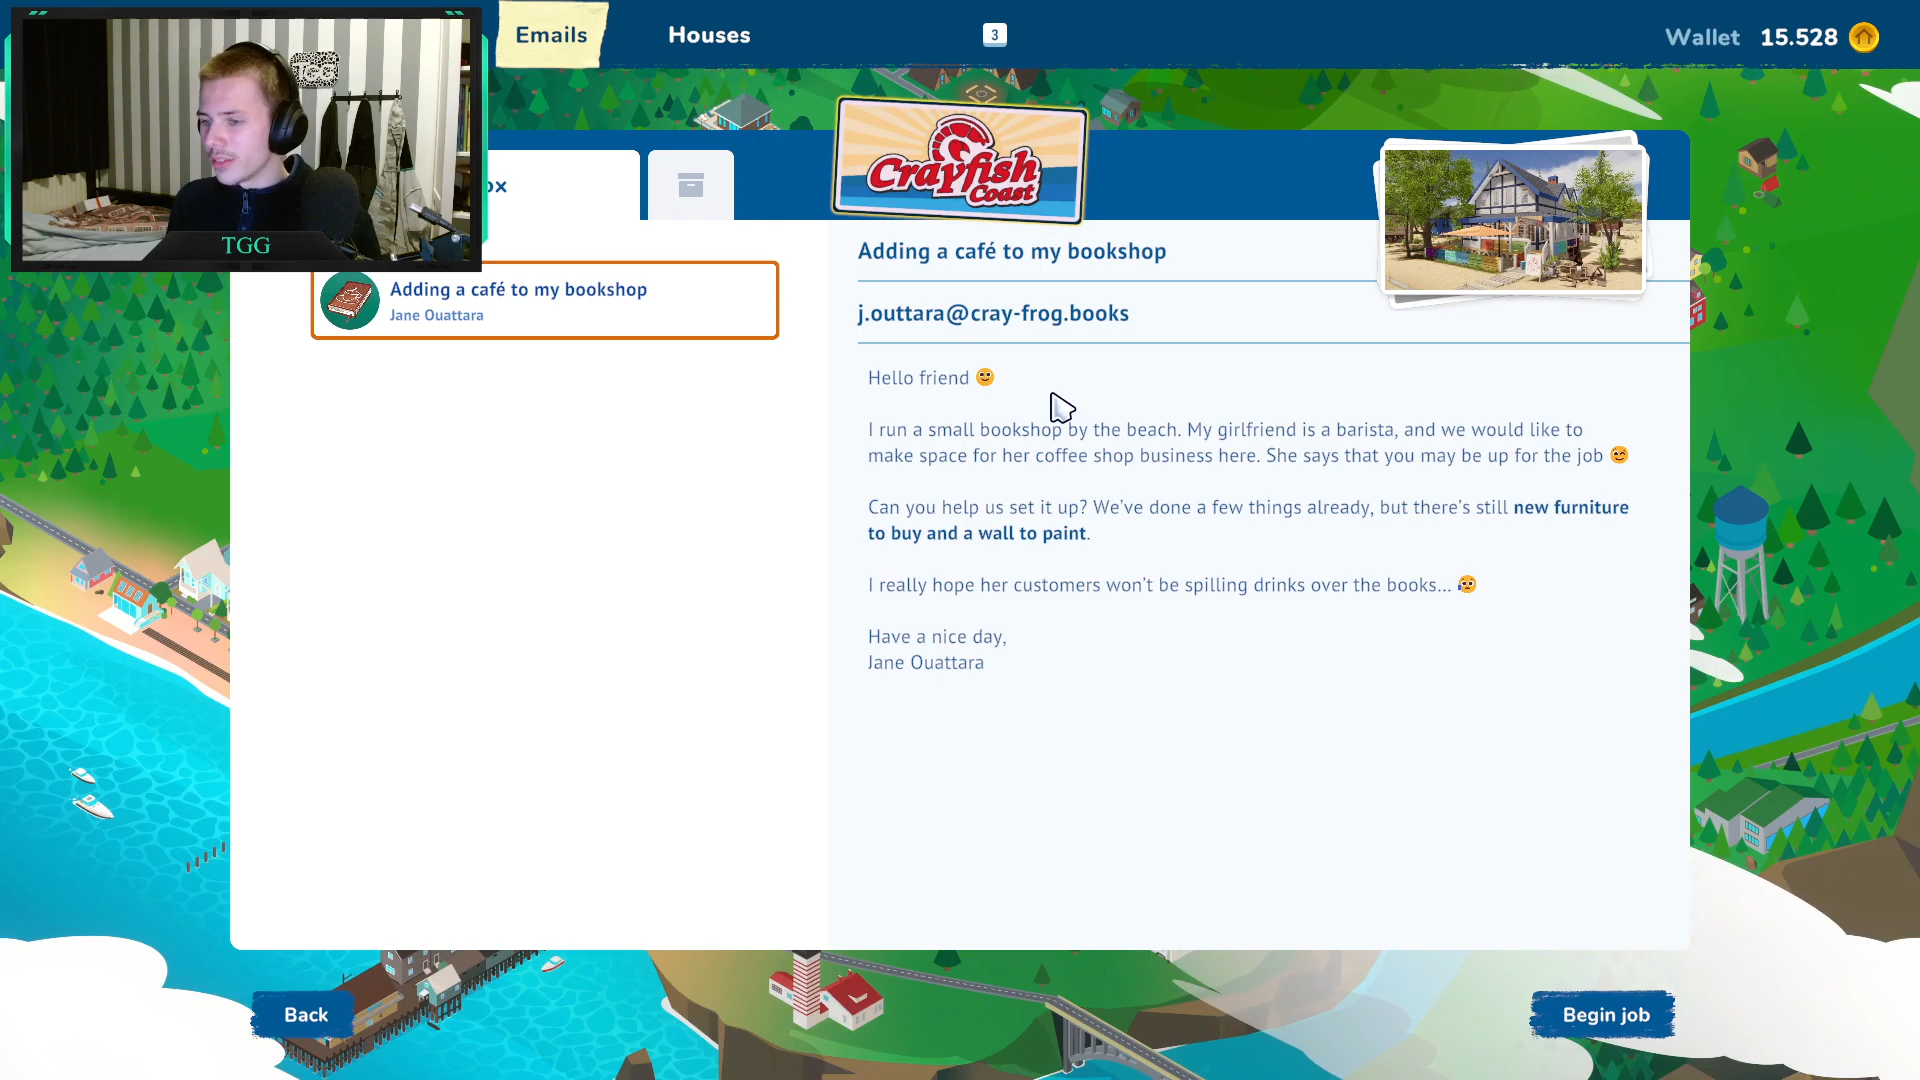 Emails
Houses
3
Wallet 15.528
TGG
TGG
ox
Crayfish
Coast
Adding a café to my bookshop
Jane Ouattara
Adding a café to my bookshop
j.outtara@cray-frog.books
Hello friend
I run a small bookshop by the beach. My girlfriend is a barista, and we would like to
make space for her coffee shop business here. She says that you may be up for the job
Can you help us set it up? We've done a few things already, but there's still new furniture
to buy and a wall to paint.
I really hope her customers won't be spilling drinks over the books...
Have a nice day,
Jane Ouattara
Back
Begin job